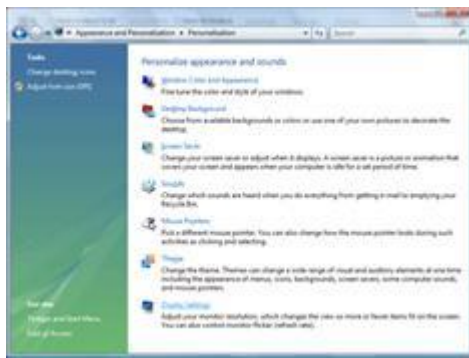 Appearance and Personalization ▸ Personalization
Search
Tasks
Change desktop icons
Adjust font size (DPI)
See also
Taskbar and Start Menu
Ease of Access
Personalize appearance and sounds
Window Color and Appearance
Fine tune the color and style of your windows.
Desktop Background
Choose from available backgrounds or colors or use one of your own pictures to decorate the
desktop.
Screen Saver
Change your screen saver or adjust when it displays. A screen saver is a picture or animation that
covers your screen and appears when your computer is idle for a set period of time.
Sounds
Change which sounds are heard when you do everything from getting e-mail to emptying your
Recycle Bin.
Mouse Pointers
Pick a different mouse pointer. You can also change how the mouse pointer looks during such
activities as clicking and selecting.
Theme
Change the theme. Themes can change a wide range of visual and auditory elements at one time
including the appearance of menus, icons, backgrounds, screen savers, some computer sounds,
and mouse pointers.
Display Settings
Adjust your monitor resolution, which changes the view so more or fewer items fit on the screen.
You can also control monitor flicker (refresh rate).